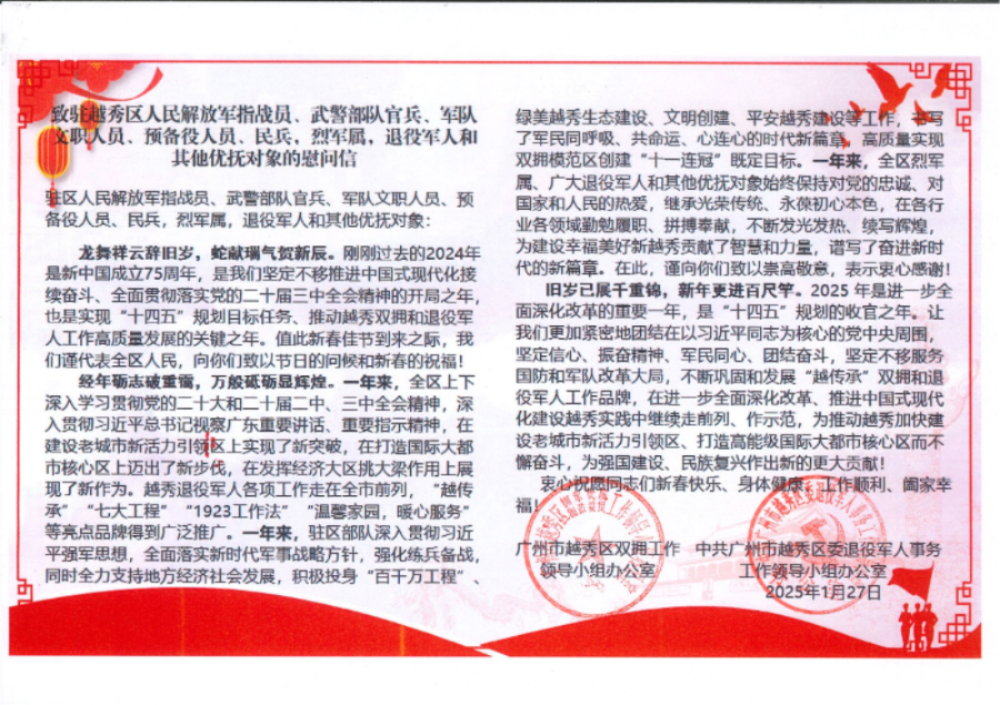 致驻越秀区人民解放军指战员、武警部队官兵、军队
文职人员、预备役人员、民兵，烈军属，退役军人和
其他优抚对象的慰问信
驻区人民解放军指战员、武警部队官兵、军队文职人员、预
备役人员、民兵，烈军属，退役军人和其他优抚对象：
龙舞祥云辞旧岁，蛇献瑞气贺新辰。刚刚过去的2024年
是新中国成立75周年，是我们坚定不移推进中国式现代化接
续奋斗、全面贯彻落实党的二十届三中全会精神的开局之年，
也是实现“十四五”规划目标任务、推动越秀双拥和退役军
人工作高质量发展的关键之年。值此新春佳节到来之际，我
们谨代表全区人民，向你们致以节日的问候和新春的祝福！
经年砺志破重雷，万般砥砺显辉煌。一年来，全区上下
深入学习贯彻党的二十大和二十届二中、三中全会精神，深
入贯彻习近平总书记视察广东重要讲话、重要指示精神，在
建设老城市新活力引领区上实现了新突破，在打造国际大都
市核心区上迈出了新步伐，在发挥经济大区挑大梁作用上展
现了新作为。越秀退役军人各项工作走在全市前列，“越传
承”“七大工程”“1923工作法”“温馨家园，暖心服务”
等亮点品牌得到广泛推广。一年来，驻区部队深入贯彻习近
平强军思想，全面落实新时代军事战略方针，强化练兵备战，
同时全力支持地方经济社会发展，积极投身“百千万工程”、
绿美越秀生态建设、文明创建、平安越秀建设等工作，书写
了军民同呼吸、共命运、心连心的时代新篇章，高质量实现
双拥模范区创建“十一连冠”既定目标。一年来，全区烈军
属、广大退役军人和其他优抚对象始终保持对党的忠诚、对
国家和人民的热爱，继承光荣传统，永葆初心本色，在各行
业各领域勤勉履职、拼搏奉献，不断发光发热、续写辉煌，
为建设幸福美好新越秀贡献了智慧和力量，谱写了奋进新时
代的新篇章。在此，谨向你们致以崇高敬意，表示衷心感谢！
旧岁已展千重锦，新年更进百尺竿。2025 年是进一步全
面深化改革的重要一年，是“十四五”规划的收官之年。让
我们更加紧密地团结在以习近平同志为核心的党中央周围，
坚定信心、振奋精神、军民同心、团结奋斗，坚定不移服务
国防和军队改革大局，不断巩固和发展“越传承”双拥和退
役军人工作品牌，在进一步全面深化改革、推进中国式现代
化建设越秀实践中继续走前列、作示范，为推动越秀加快建
设老城市新活力引领区、打造高能级国际大都市核心区而不
懈奋斗，为强国建设、民族复兴作出新的更大贡献！
衷心祝愿同志们新春快乐、身体健康、工作顺利、阖家幸
福！
广州市越秀区双拥工作
领导小组办公室
中共广州市越秀区委退役军人事务
工作领导小组办公室
2025年1月27日